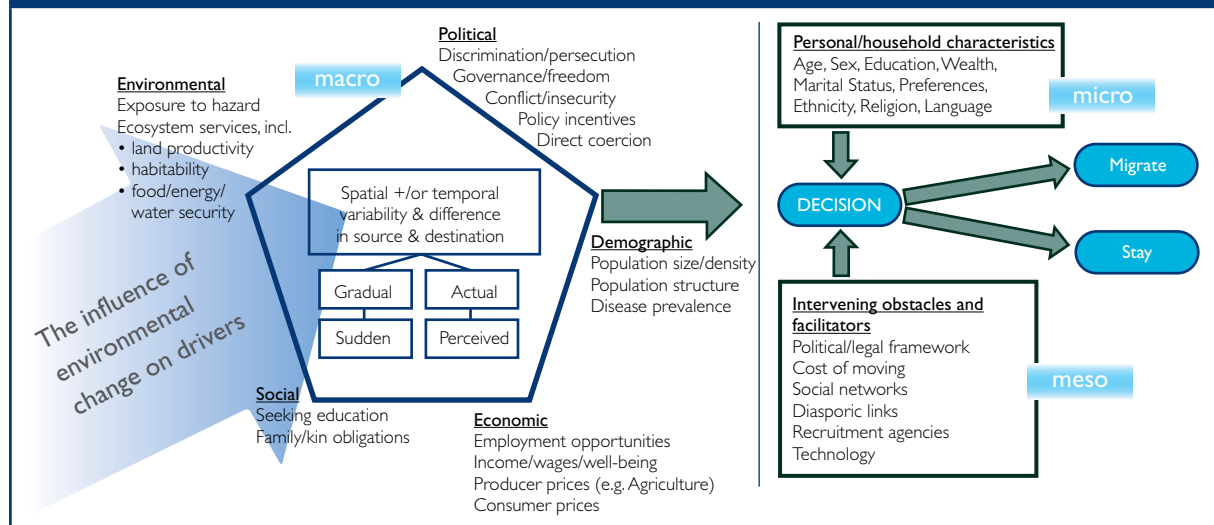 Political
Discrimination/persecution
Governance/freedom
Conflict/insecurity
Policy incentives
Direct coercion
macro
Environmental
Exposure to hazard
Ecosystem services, incl.
• land productivity
• habitability
• food/energy/
water security
Spatial +/or temporal
variability & difference
in source & destination
Gradual
Actual
Sudden
Perceived
The influence of
environmental
change on drivers
Demographic
Population size/density
Population structure
Disease prevalence
Social
Seeking education
Family/kin obligations
Economic
Employment opportunities
Income/wages/well-being
Producer prices (e.g. Agriculture)
Consumer prices
Personal/household characteristics
Age, Sex, Education, Wealth,
Marital Status, Preferences,
Ethnicity, Religion, Language
micro
DECISION
Migrate
Stay
Intervening obstacles and
facilitators
Political/legal framework
Cost of moving
Social networks
Diasporic links
Recruitment agencies
Technology
meso